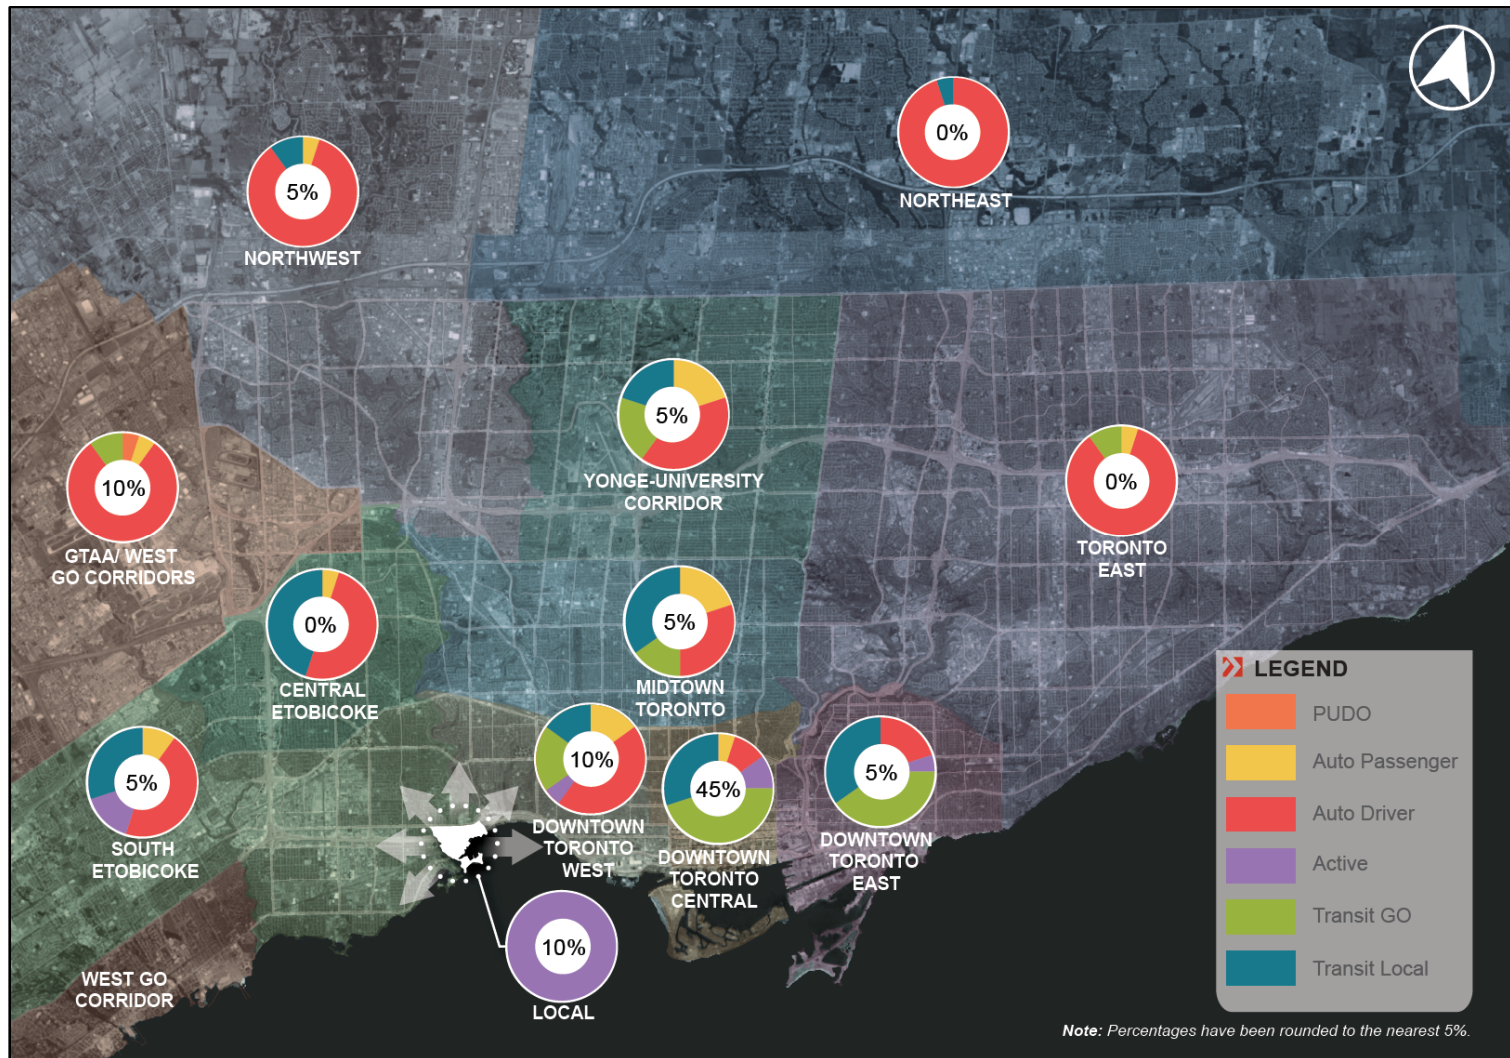 0%
NORTHEAST
5%
NORTHWEST
5%
YONGE-UNIVERSITY
CORRIDOR
10%
GTAA/ WEST
GO CORRIDORS
0%
TORONTO
EAST
0%
CENTRAL
ETOBICOKE
5%
MIDTOWN
TORONTO
5%
SOUTH
ETOBICOKE
10%
DOWNTOWN
TORONTO
WEST
45%
DOWNTOWN
TORONTO
CENTRAL
5%
DOWNTOWN
TORONTO
EAST
10%
LOCAL
WEST GO
CORRIDOR
LEGEND
PUDO
Auto Passenger
Auto Driver
Active
Transit GO
Transit Local
Note: Percentages have been rounded to the nearest 5%.